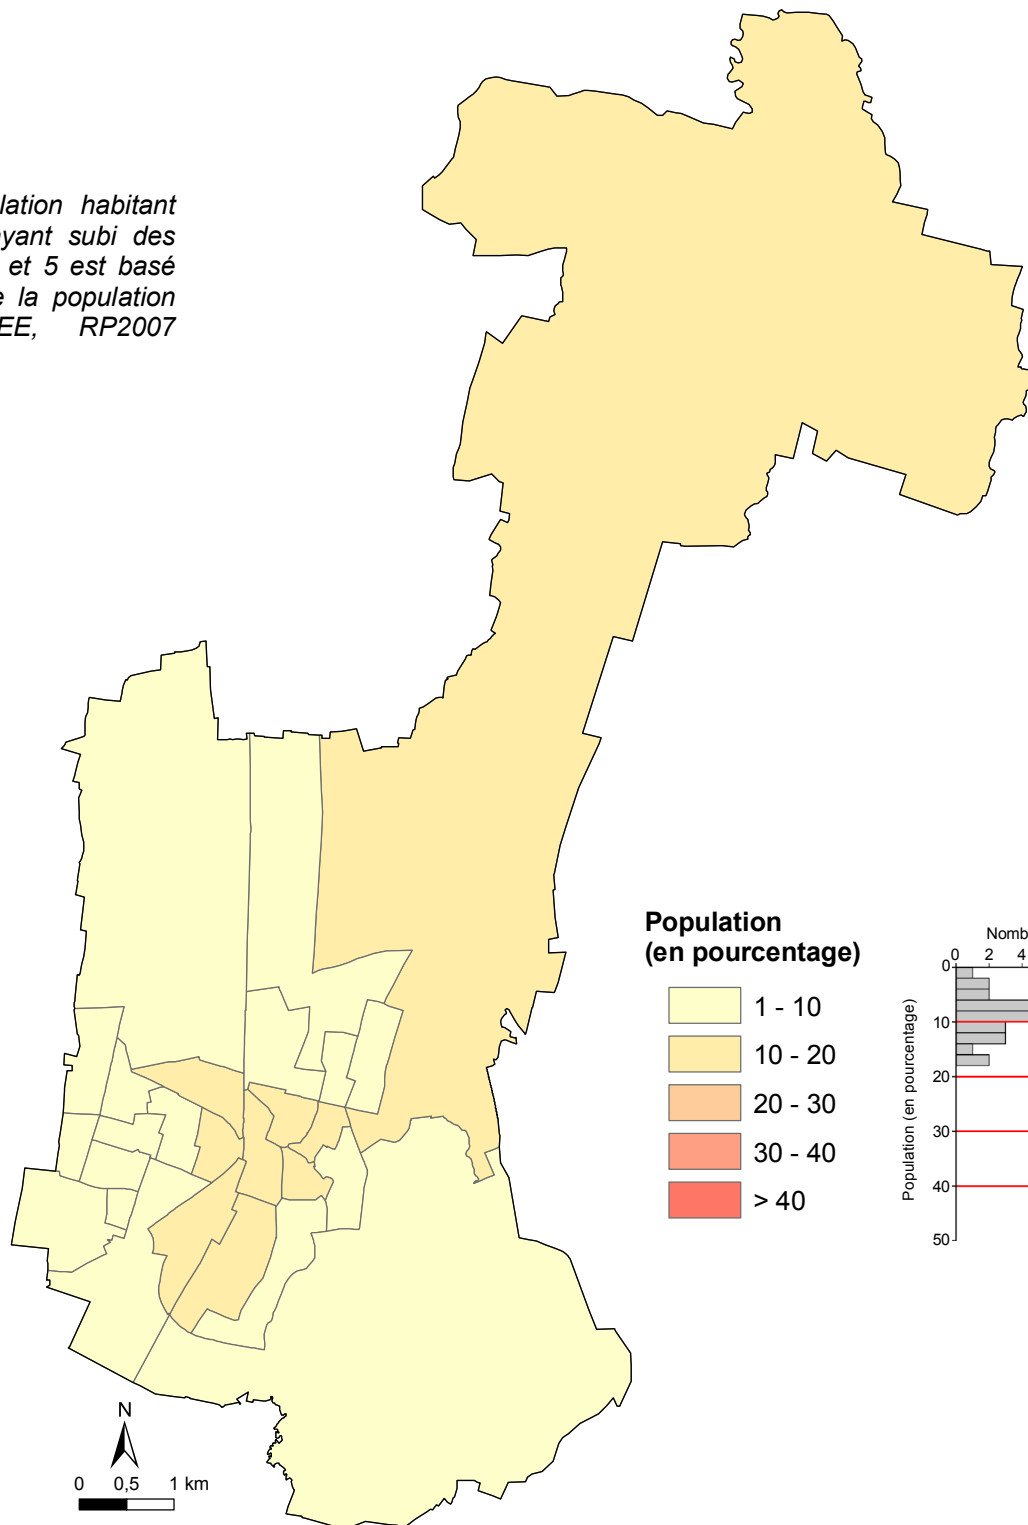 lation habitant
ayant subi des
et 5 est basé
e la population
EE, RP2007
Population
(en pourcentage)
1 - 10
10 - 20
20 - 30
30 - 40
> 40
Nomb
0 2 4
0
10
20
30
40
50
Population (en pourcentage)
N
0 0,5 1 km